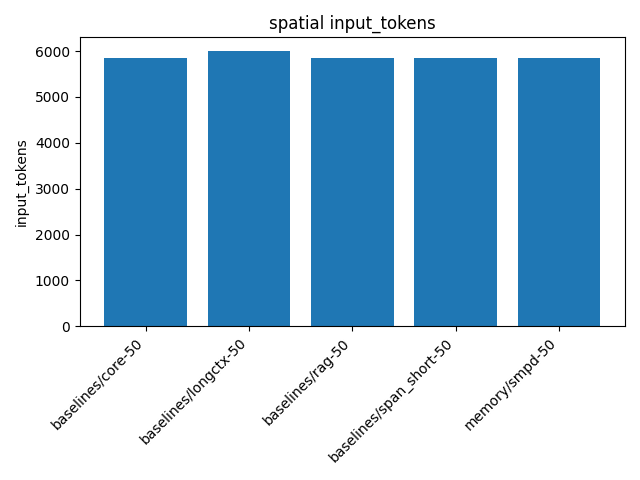 spatial input_tokens
input_tokens
6000
5000
4000
3000
2000
1000
0
baselines/core-50
baselines/longctx-50
baselines/rag-50
baselines/span_short-50
memory/smpd-50